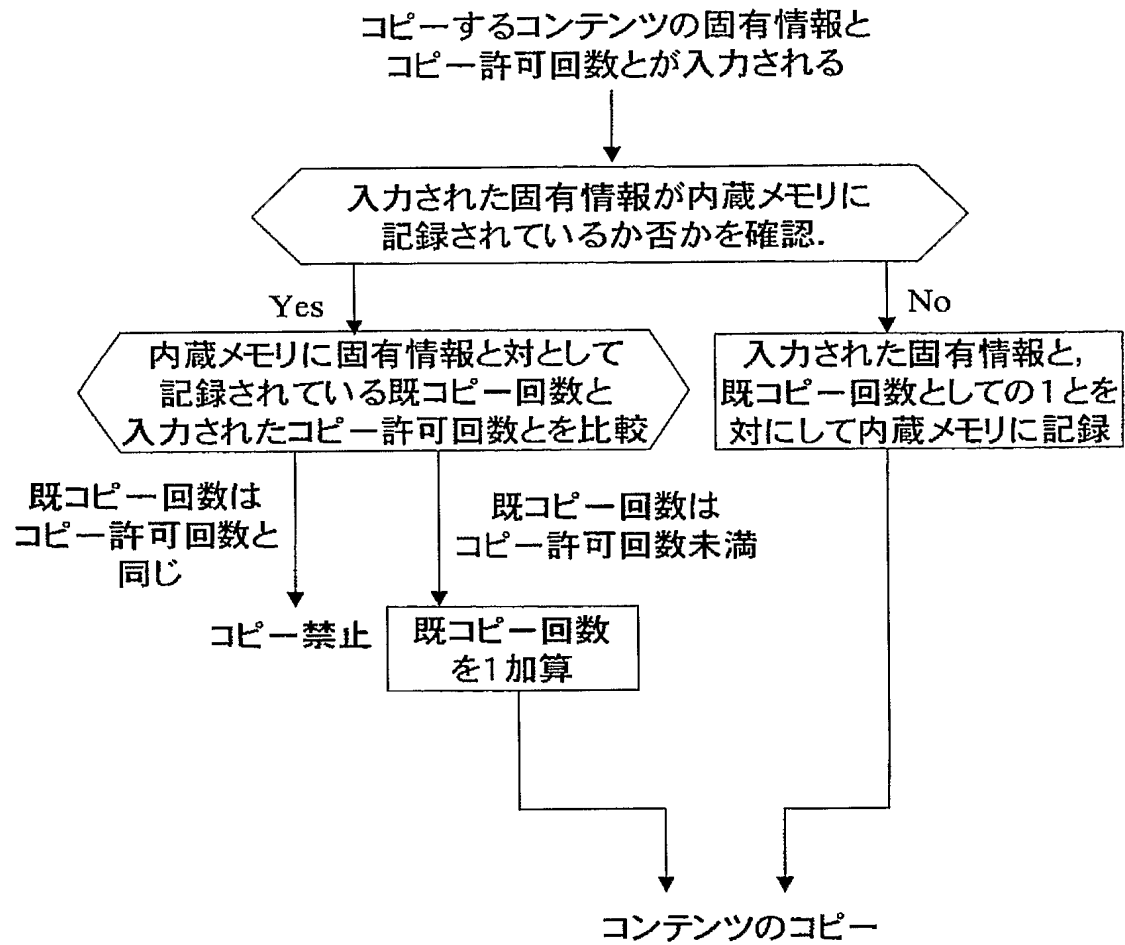 コピーするコンテンツの固有情報と
コピー許可回数とが入力される
入力された固有情報が内蔵メモリに
記録されているか否かを確認.
Yes
No
内蔵メモリに固有情報と対として
記録されている既コピー回数と
入力されたコピー許可回数とを比較
入力された固有情報と,
既コピー回数としての1とを
対にして内蔵メモリに記録
既コピー回数は
コピー許可回数と
同じ
既コピー回数は
コピー許可回数未満
コピー禁止
既コピー回数
を1加算
コンテンツのコピー